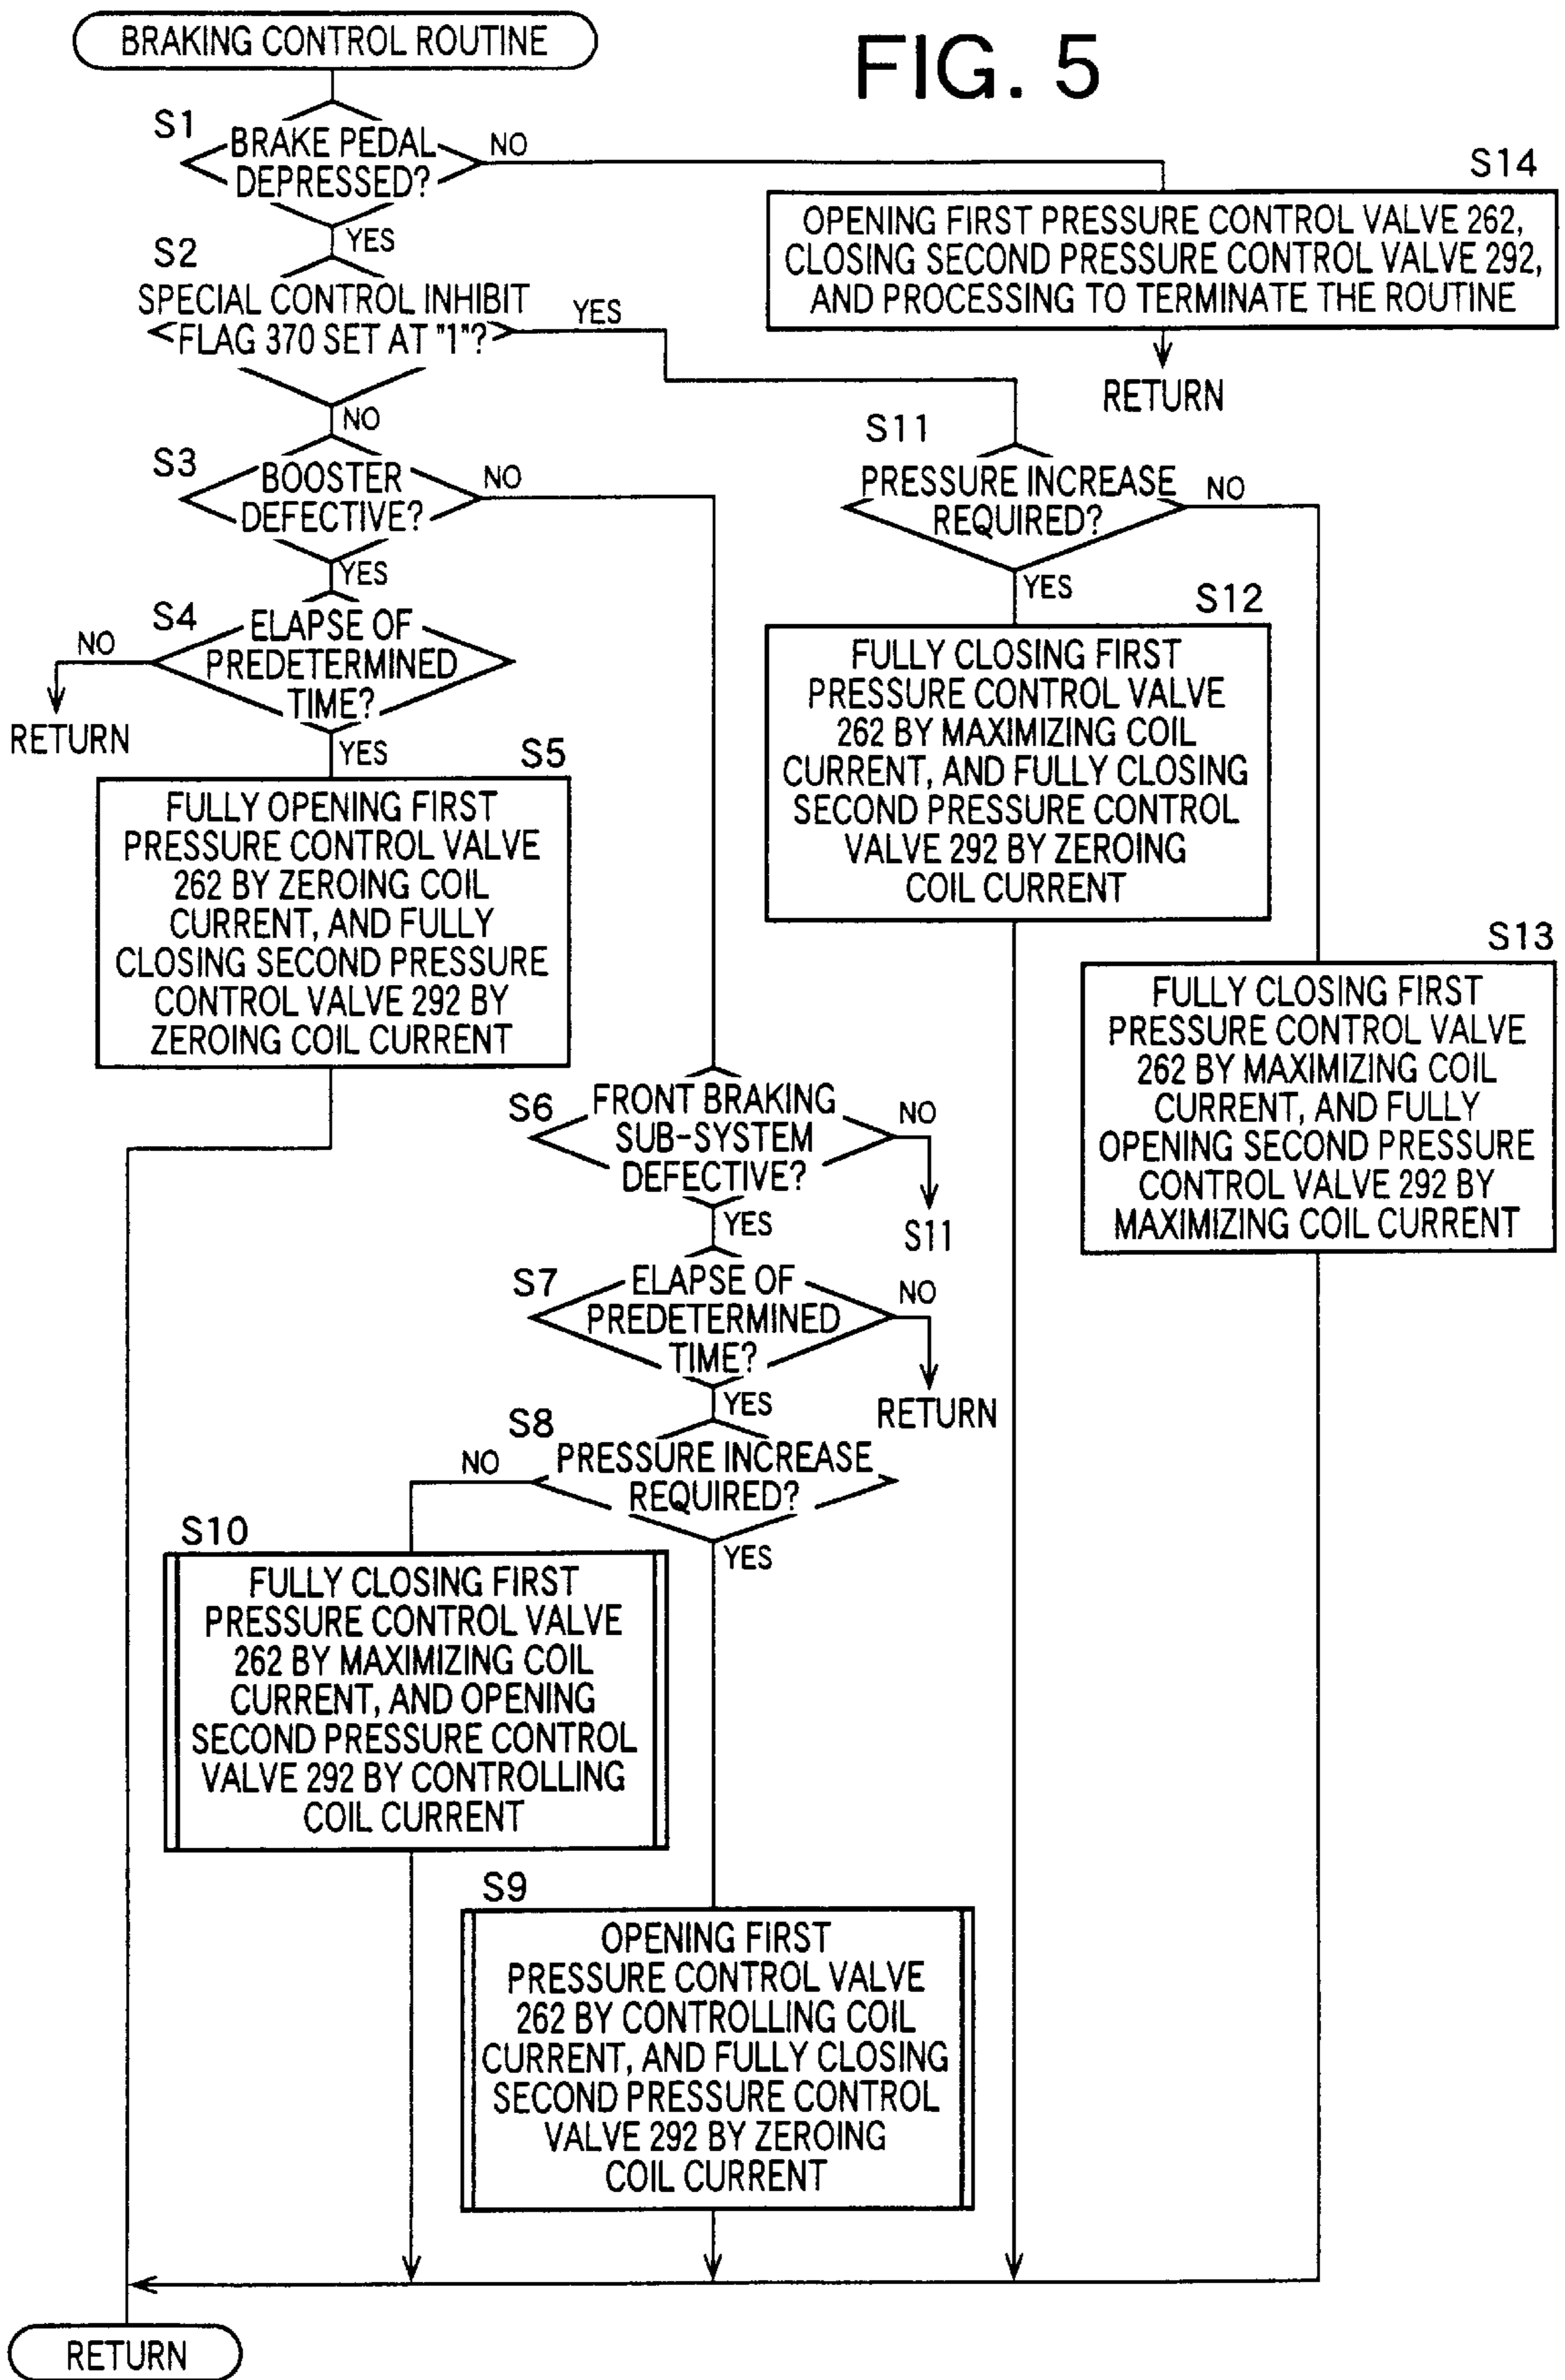 BRAKING CONTROL ROUTINE
FIG. 5
S1
BRAKE PEDAL
DEPRESSED?
NO
YES
S14
OPENING FIRST PRESSURE CONTROL VALVE 262,
CLOSING SECOND PRESSURE CONTROL VALVE 292,
AND PROCESSING TO TERMINATE THE ROUTINE
RETURN
S2
SPECIAL CONTROL INHIBIT
FLAG 370 SET AT "1"?
YES
NO
S3
BOOSTER
DEFECTIVE?
NO
YES
S4
ELAPSE OF
PREDETERMINED
TIME?
NO
RETURN
YES
S5
FULLY OPENING FIRST
PRESSURE CONTROL VALVE
262 BY ZEROING COIL
CURRENT, AND FULLY
CLOSING SECOND PRESSURE
CONTROL VALVE 292 BY
ZEROING COIL CURRENT
S11
PRESSURE INCREASE
REQUIRED?
NO
YES
S12
FULLY CLOSING FIRST
PRESSURE CONTROL VALVE
262 BY MAXIMIZING COIL
CURRENT, AND FULLY CLOSING
SECOND PRESSURE CONTROL
VALVE 292 BY ZEROING
COIL CURRENT
S13
FULLY CLOSING FIRST
PRESSURE CONTROL VALVE
262 BY MAXIMIZING COIL
CURRENT, AND FULLY
OPENING SECOND PRESSURE
CONTROL VALVE 292 BY
MAXIMIZING COIL CURRENT
S6
FRONT BRAKING
SUB-SYSTEM
DEFECTIVE?
NO
S11
YES
S7
ELAPSE OF
PREDETERMINED
TIME?
NO
RETURN
YES
S8
PRESSURE INCREASE
REQUIRED?
NO
YES
S10
FULLY CLOSING FIRST
PRESSURE CONTROL VALVE
262 BY MAXIMIZING COIL
CURRENT, AND OPENING
SECOND PRESSURE CONTROL
VALVE 292 BY CONTROLLING
COIL CURRENT
S9
OPENING FIRST
PRESSURE CONTROL VALVE
262 BY CONTROLLING COIL
CURRENT, AND FULLY CLOSING
SECOND PRESSURE CONTROL
VALVE 292 BY ZEROING
COIL CURRENT
RETURN